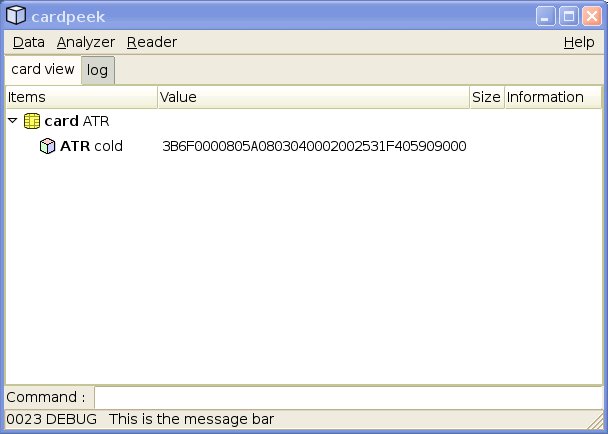 cardpeek
Data Analyzer Reader Help
card view log
Items Value Size Information
card ATR
ATR cold 3B6F0000805A0803040002002531F405909000
Command :
0023 DEBUG This is the message bar